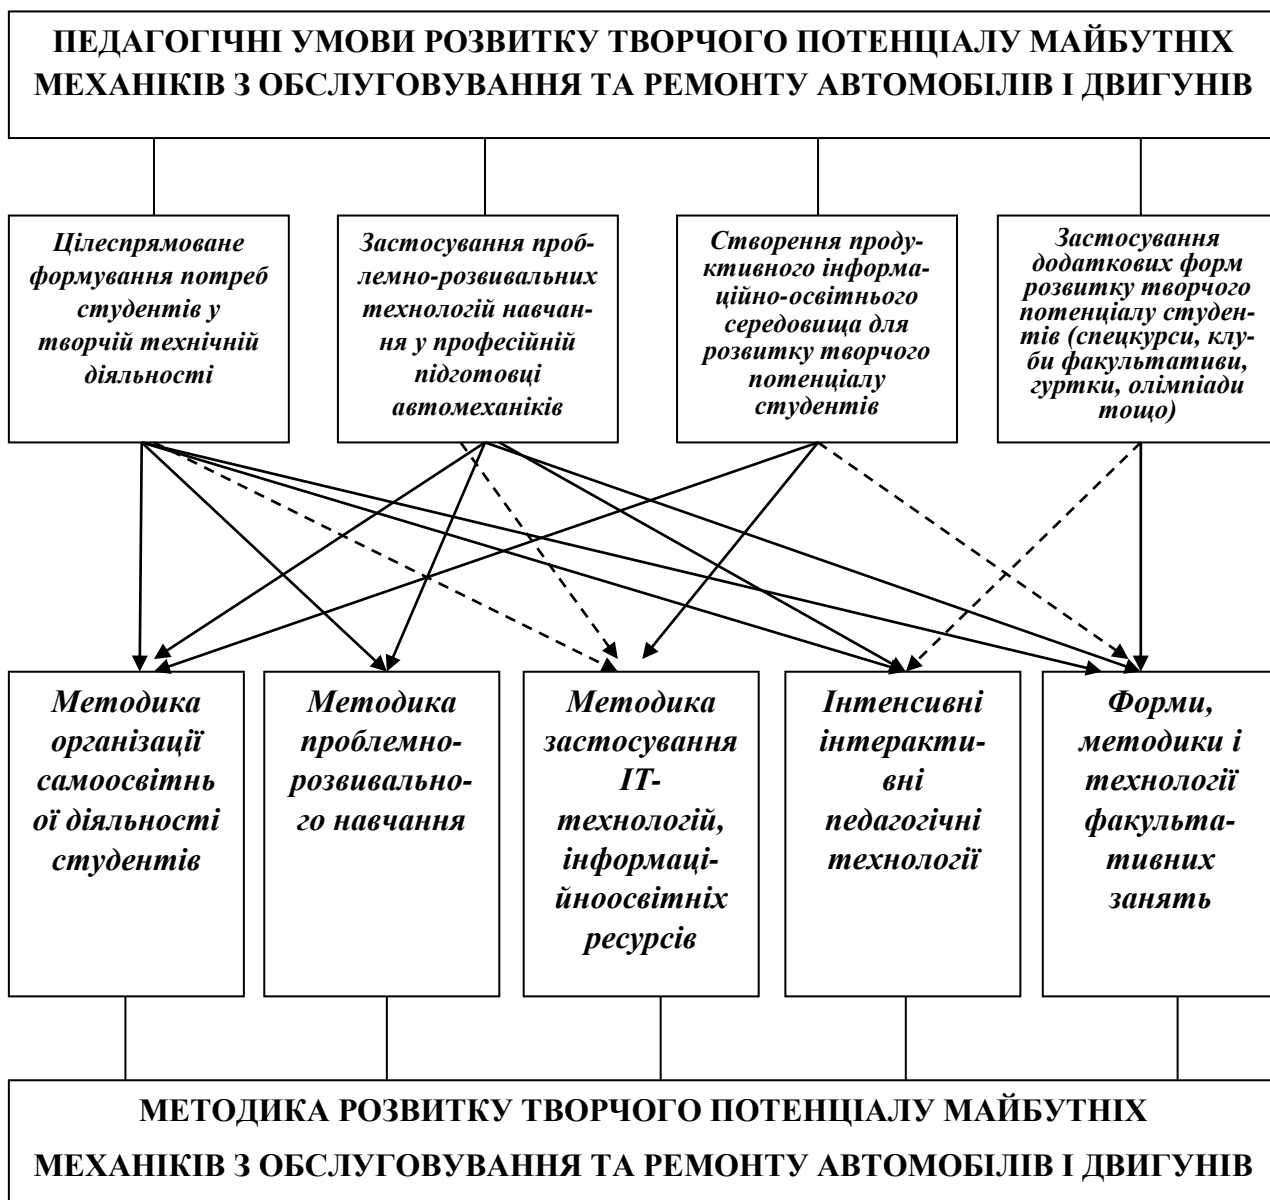 ПЕДАГОГІЧНІ УМОВИ РОЗВИТКУ ТВОРЧОГО ПОТЕНЦІАЛУ МАЙБУТНІХ
МЕХАНІКІВ З ОБСЛУГОВУВАННЯ ТА РЕМОНТУ АВТОМОБІЛІВ І ДВИГУНІВ
Цілеспрямоване
формування потреб
студентів у
творчій технічній
діяльності
Застосування проб-
лемно-розвивальних
технологій навчан-
ня у професійній
підготовці
автомеханіків
Створення проду-
ктивного інформа-
ційно-освітнього
середовища для
розвитку творчого
потенціалу
студентів
Застосування
додаткових форм
розвитку творчого
потенціалу студен-
тів (спецкурси, клу-
би факультативи,
гуртки, олімпіади
тощо)
Методика
організації
самоосвітнь
ої діяльності
студентів
Методика
проблемно-
розвивально-
го навчання
Методика
застосування
ІТ-
технологій,
інформаці-
йноосвітніх
ресурсів
Інтенсивні
інтеракти-
вні
педагогічні
технології
Форми,
методики і
технології
факульта-
тивних
занять
МЕТОДИКА РОЗВИТКУ ТВОРЧОГО ПОТЕНЦІАЛУ МАЙБУТНІХ
МЕХАНІКІВ З ОБСЛУГОВУВАННЯ ТА РЕМОНТУ АВТОМОБІЛІВ І ДВИГУНІВ